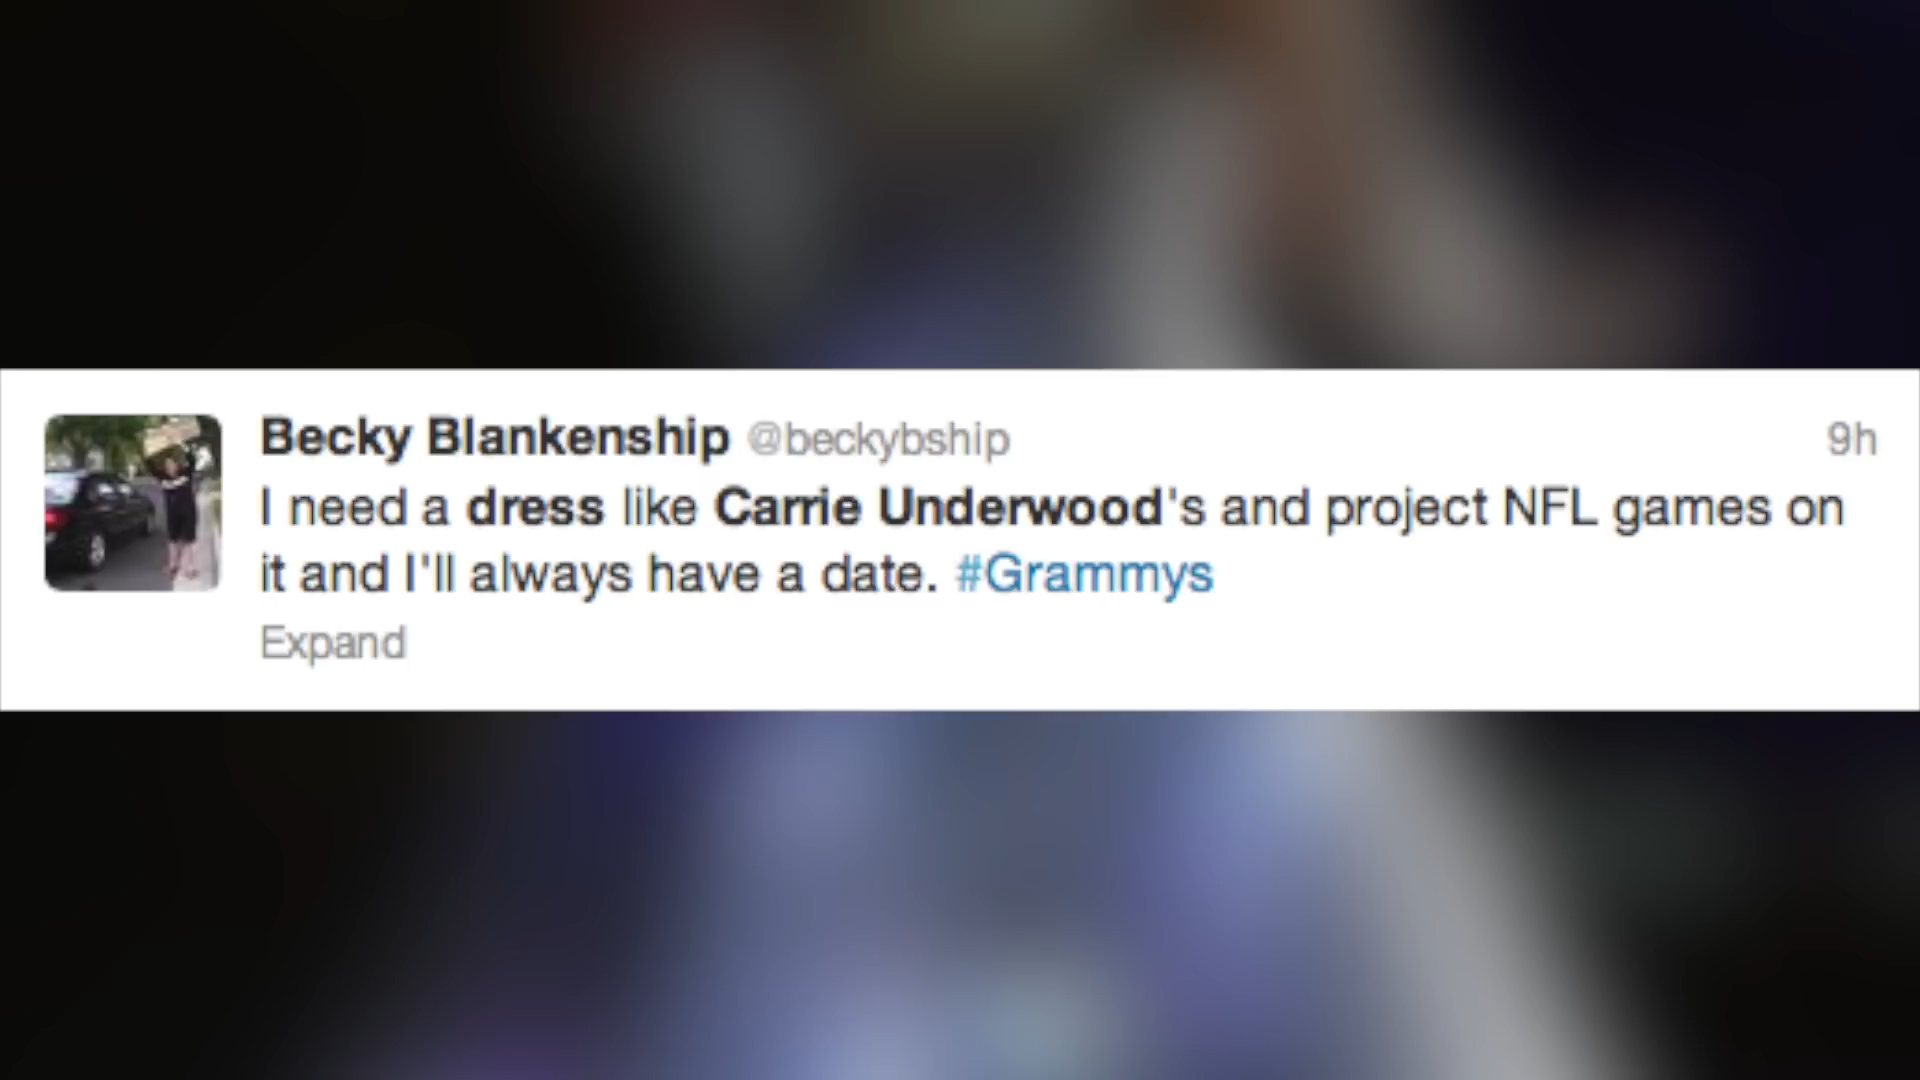 Becky Blankenship @beckybship 9h
I need a dress like Carrie Underwood's and project NFL games on
it and I'll always have a date. #Grammys
Expand